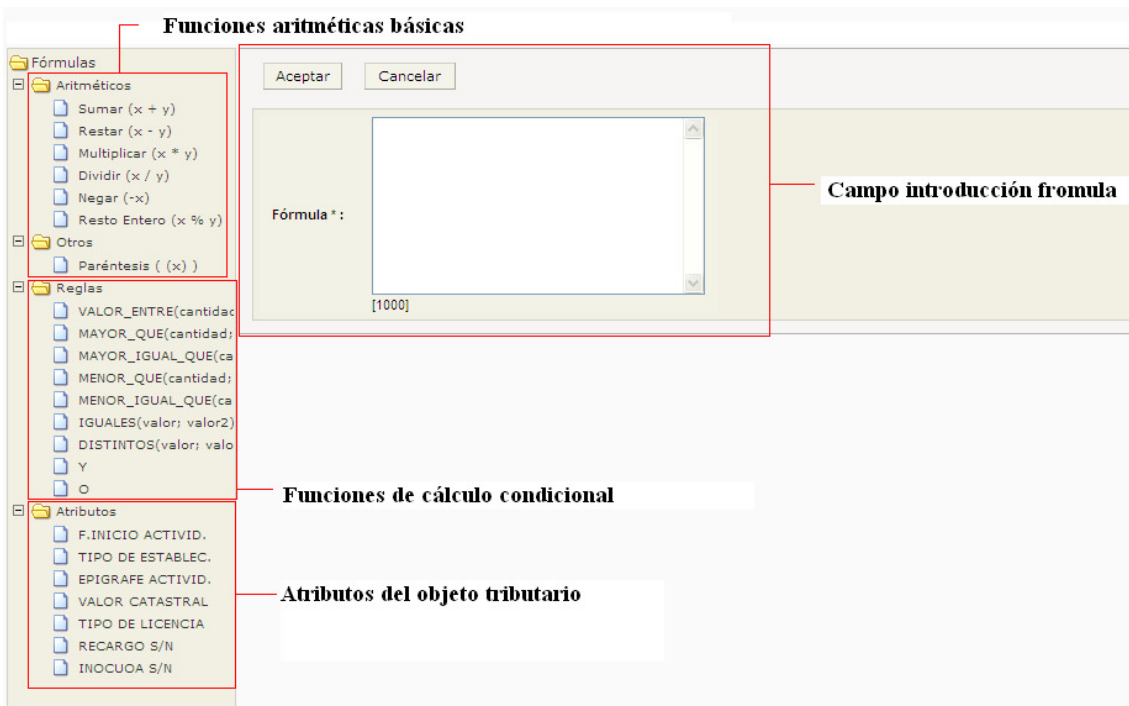 Funciones aritméticas básicas
Fórmulas
Aritméticos
Sumar (x + y)
Restar (x - y)
Multiplicar (x * y)
Dividir (x / y)
Negar (-x)
Resto Entero (x % y)
Otros
Paréntesis ( (x) )
Reglas
VALOR_ENTRE(cantidad
MAYOR_QUE(cantidad;
MAYOR_IGUAL_QUE(ca
MENOR_QUE(cantidad;
MENOR_IGUAL_QUE(ca
IGUALES(valor; valor2)
DISTINTOS(valor; valo
Y
O
Atributos
F.INICIO ACTIVID.
TIPO DE ESTABLEC.
EPIGRAFE ACTIVID.
VALOR CATASTRAL
TIPO DE LICENCIA
RECARGO S/N
INOCUOA S/N
Aceptar Cancelar
Fórmula * :
[1000]
Campo introducción fromula
Funciones de cálculo condicional
Atributos del objeto tributario